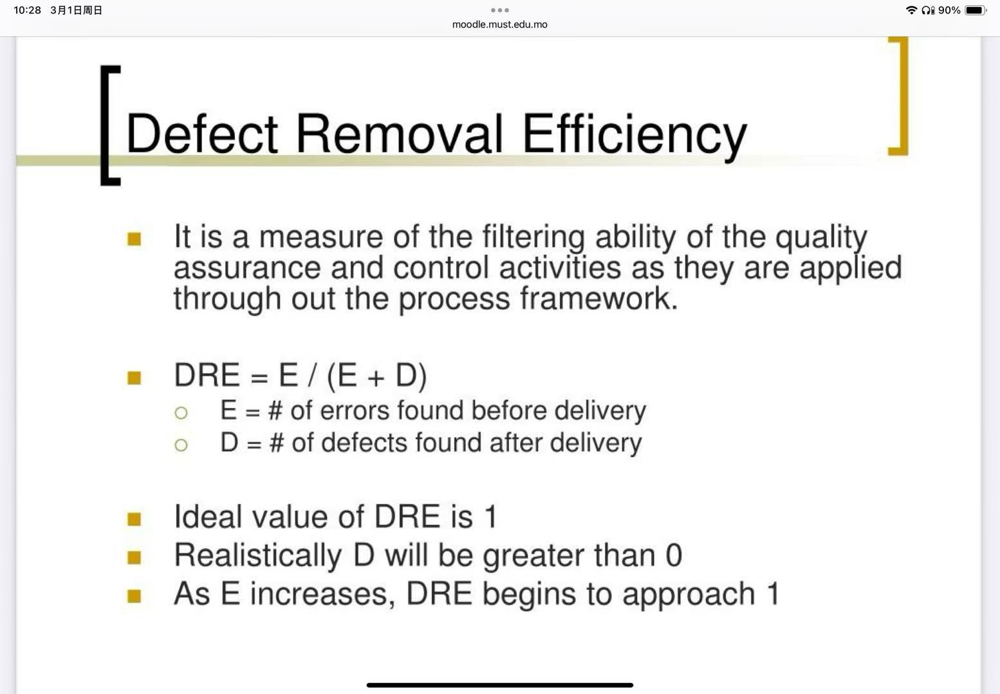 10:28 3月1日周日
90%
moodle.must.edu.mo
Defect Removal Efficiency
It is a measure of the filtering ability of the quality
assurance and control activities as they are applied
through out the process framework.
DRE = E / (E + D)
E = # of errors found before delivery
D = # of defects found after delivery
Ideal value of DRE is 1
Realistically D will be greater than 0
As E increases, DRE begins to approach 1